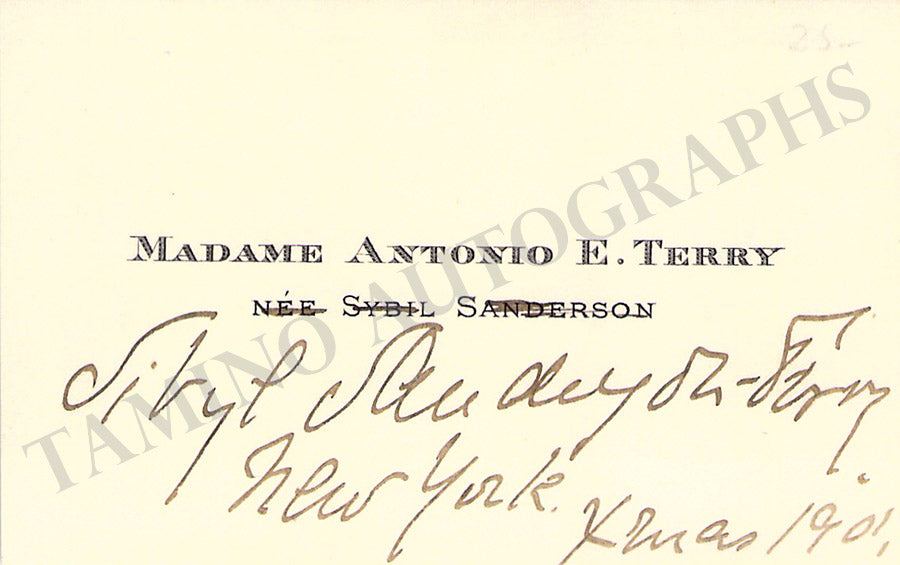 25-
MADAME ANTONIO E. TERRY
NÉE SYBIL SANDERSON
Sibyl Sanderson-Terry
New York.
Xmas 1901,
TAMINO AUTOGRAPHS